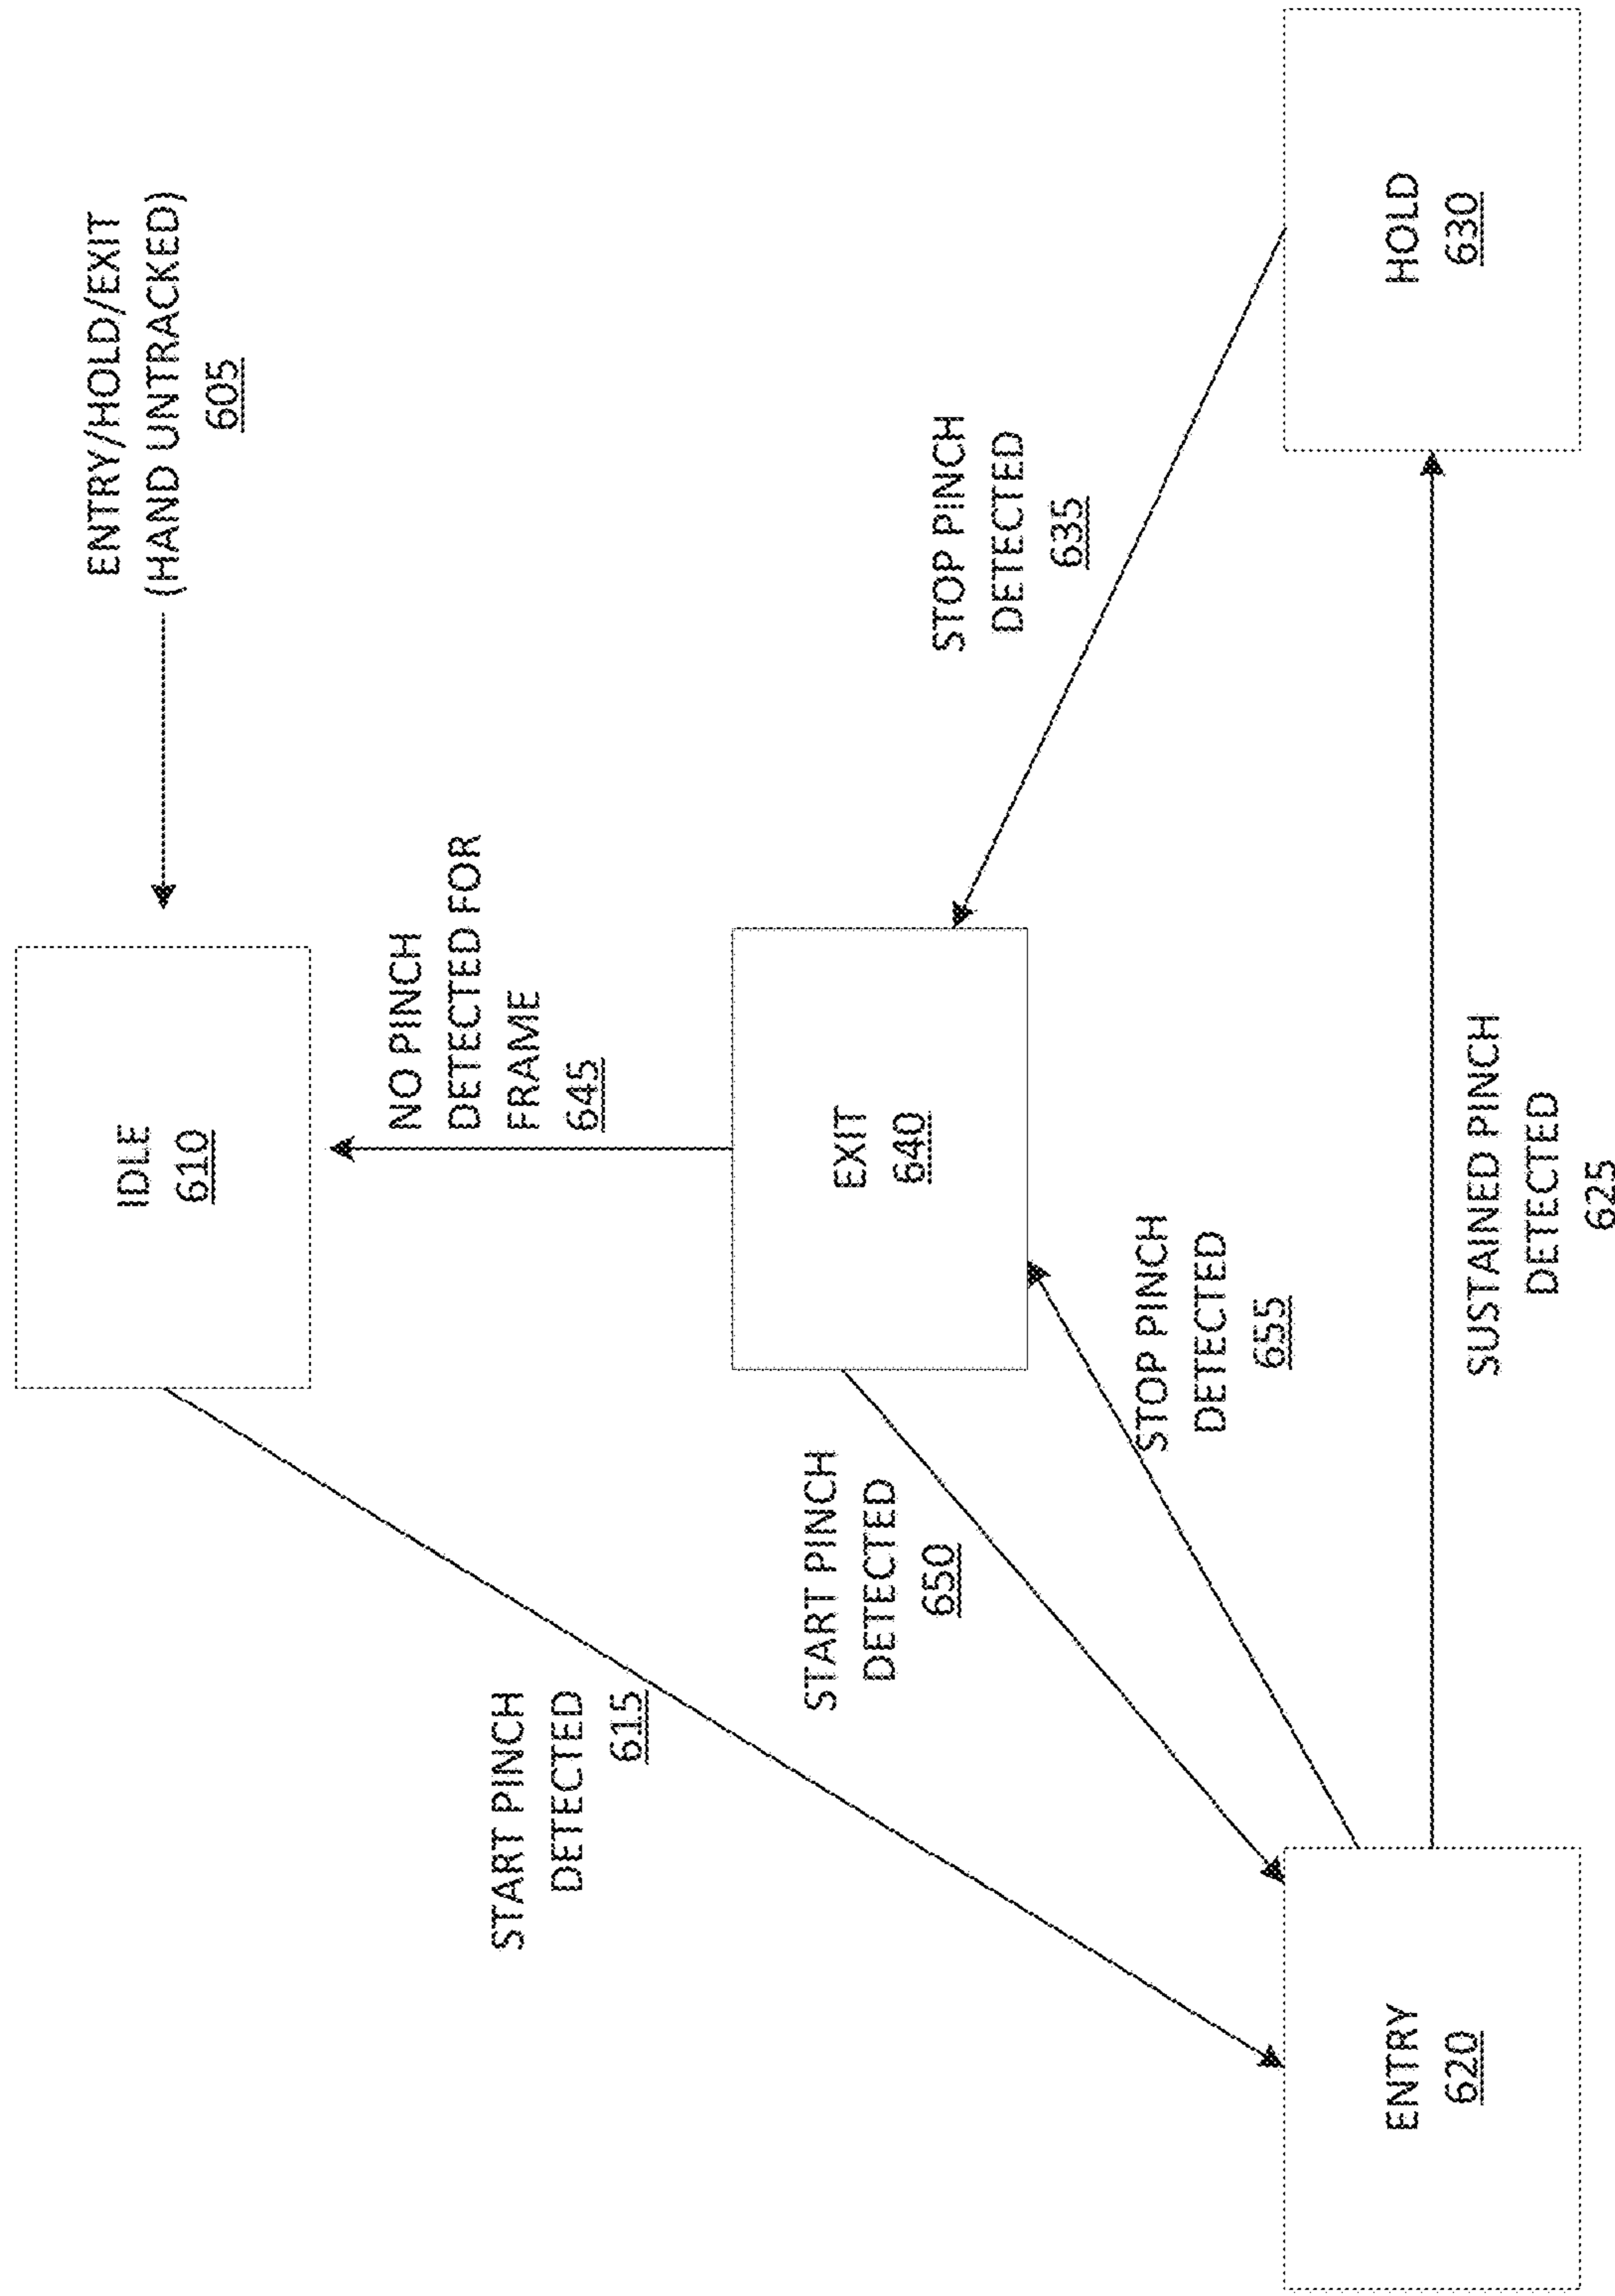 ENTRY/HOLD/EXIT
(HAND UNTRACKED)
605
IDLE
610
NO PINCH
DETECTED FOR
FRAME
645
START PINCH
DETECTED
615
EXIT
640
START PINCH
DETECTED
650
STOP PINCH
DETECTED
635
STOP PINCH
DETECTED
655
ENTRY
620
HOLD
630
SUSTAINED PINCH
DETECTED
625